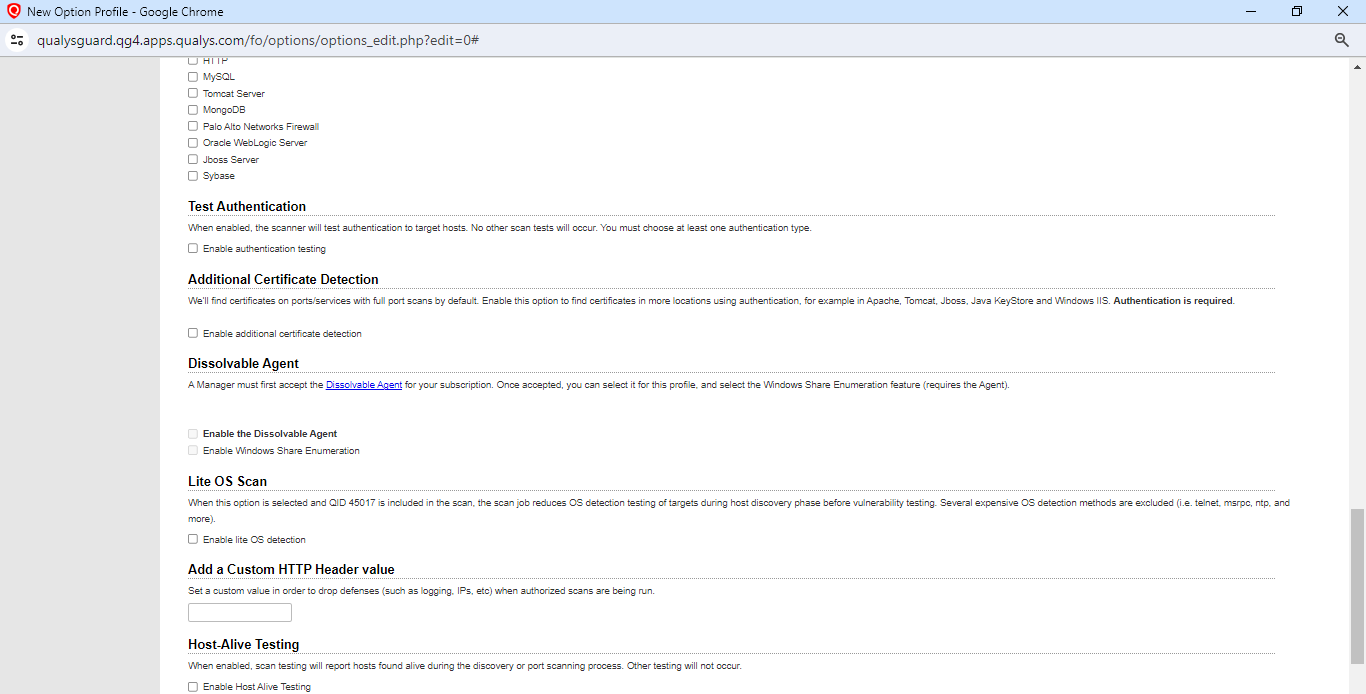 New Option Profile - Google Chrome
qualysguard.qg4.apps.qualys.com/fo/options/options_edit.php?edit=0#
HTTP
MySQL
Tomcat Server
MongoDB
Palo Alto Networks Firewall
Oracle WebLogic Server
Jboss Server
Sybase
Test Authentication
When enabled, the scanner will test authentication to target hosts. No other scan tests will occur. You must choose at least one authentication type.
Enable authentication testing
Additional Certificate Detection
We'll find certificates on ports/services with full port scans by default. Enable this option to find certificates in more locations using authentication, for example in Apache, Tomcat, Jboss, Java KeyStore and Windows IIS. Authentication is required.
Enable additional certificate detection
Dissolvable Agent
A Manager must first accept the Dissolvable Agent for your subscription. Once accepted, you can select it for this profile, and select the Windows Share Enumeration feature (requires the Agent).
Enable the Dissolvable Agent
Enable Windows Share Enumeration
Lite OS Scan
When this option is selected and QID 45017 is included in the scan, the scan job reduces OS detection testing of targets during host discovery phase before vulnerability testing. Several expensive OS detection methods are excluded (i.e. telnet, msrpc, ntp, and
more).
Enable lite OS detection
Add a Custom HTTP Header value
Set a custom value in order to drop defenses (such as logging, IPs, etc) when authorized scans are being run.
Host-Alive Testing
When enabled, scan testing will report hosts found alive during the discovery or port scanning process. Other testing will not occur.
Enable Host Alive Testing